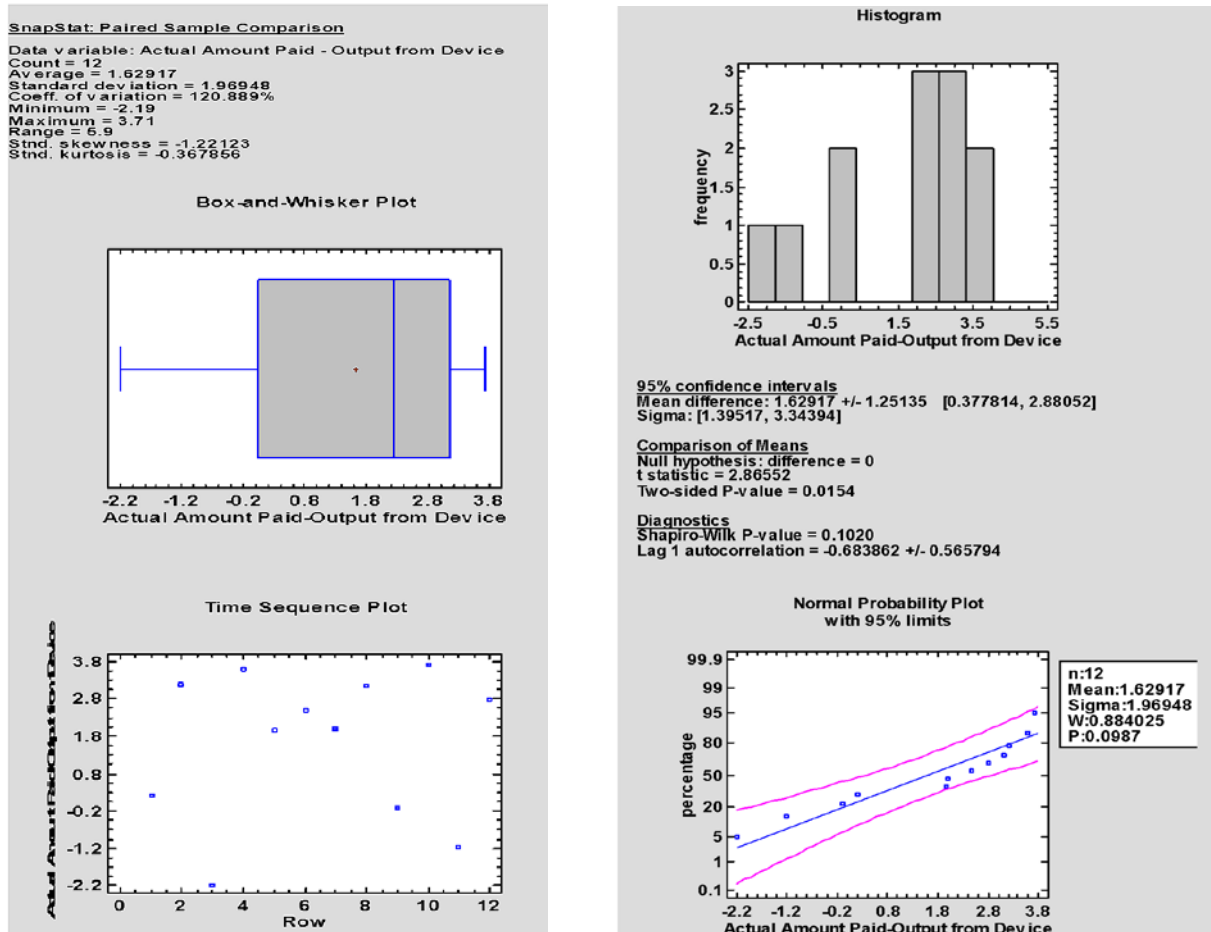 SnapStat: Paired Sample Comparison
Data variable: Actual Amount Paid - Output from Device
Count = 12
Average = 1.62917
Standard deviation = 1.96948
Coeff. of variation = 120.889%
Minimum = -2.19
Maximum = 3.71
Range = 5.9
Stnd. skewness = -1.22123
Stnd. kurtosis = -0.367856
Box-and-Whisker Plot
-2.2 -1.2 -0.2 0.8 1.8 2.8 3.8
Actual Amount Paid-Output from Device
Time Sequence Plot
3.8
2.8
1.8
0.8
-0.2
-1.2
-2.2
0 2 4 6 8 10 12
Row
Histogram
frequency
3
2.5
2
1.5
1
0.5
0
-2.5 -0.5 1.5 3.5 5.5
Actual Amount Paid-Output from Device
95% confidence intervals
Mean difference: 1.62917 +/- 1.25135 [0.377814, 2.88052]
Sigma: [1.39517, 3.34394]
Comparison of Means
Null hypothesis: difference = 0
t statistic = 2.86552
Two-sided P-value = 0.0154
Diagnostics
Shapiro-Wilk P-value = 0.1020
Lag 1 autocorrelation = -0.683862 +/- 0.565794
Normal Probability Plot
with 95% limits
percentage
99.9
99
95
80
50
20
5
1
0.1
-2.2 -1.2 -0.2 0.8 1.8 2.8 3.8
Actual Amount Paid-Output from Device
n:12
Mean:1.62917
Sigma:1.96948
W:0.884025
P:0.0987